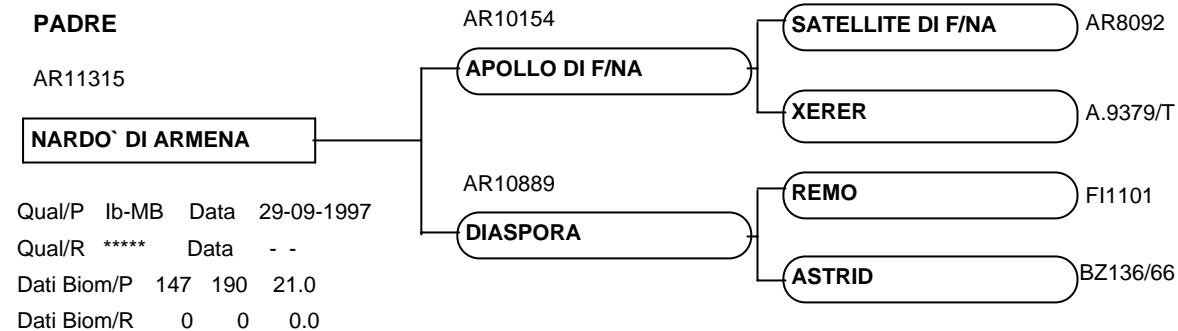 PADRE
AR11315
NARDO` DI ARMENA
Qual/P Ib-MB Data 29-09-1997
Qual/R ***** Data - -
Dati Biom/P 147 190 21.0
Dati Biom/R 0 0 0.0
AR10154
APOLLO DI F/NA
AR10889
DIASPORA
SATELLITE DI F/NA AR8092
XERER A.9379/T
REMO FI1101
ASTRID BZ136/66